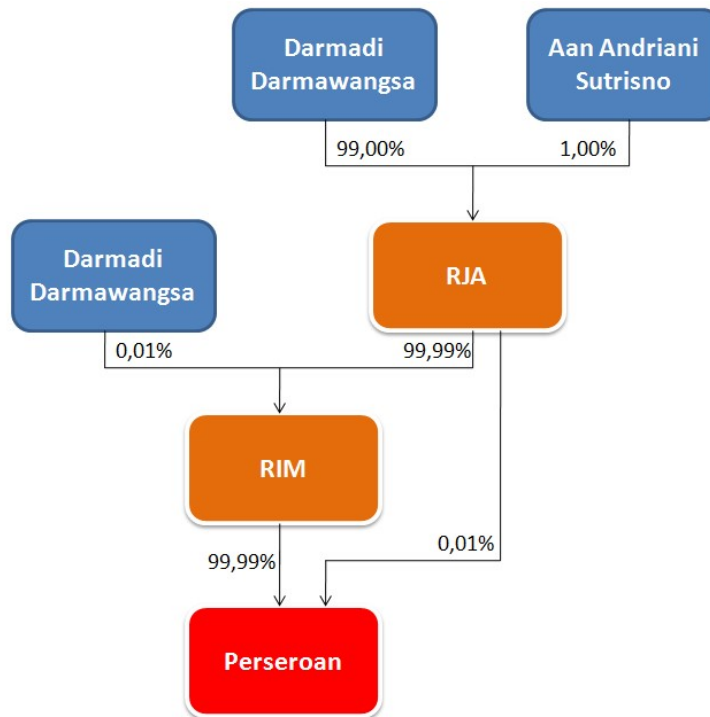 Darmadi
Darmawangsa
Aan Andriani
Sutrisno
99,00%
1,00%
Darmadi
Darmawangsa
RJA
0,01%
99,99%
RIM
99,99%
0,01%
Perseroan